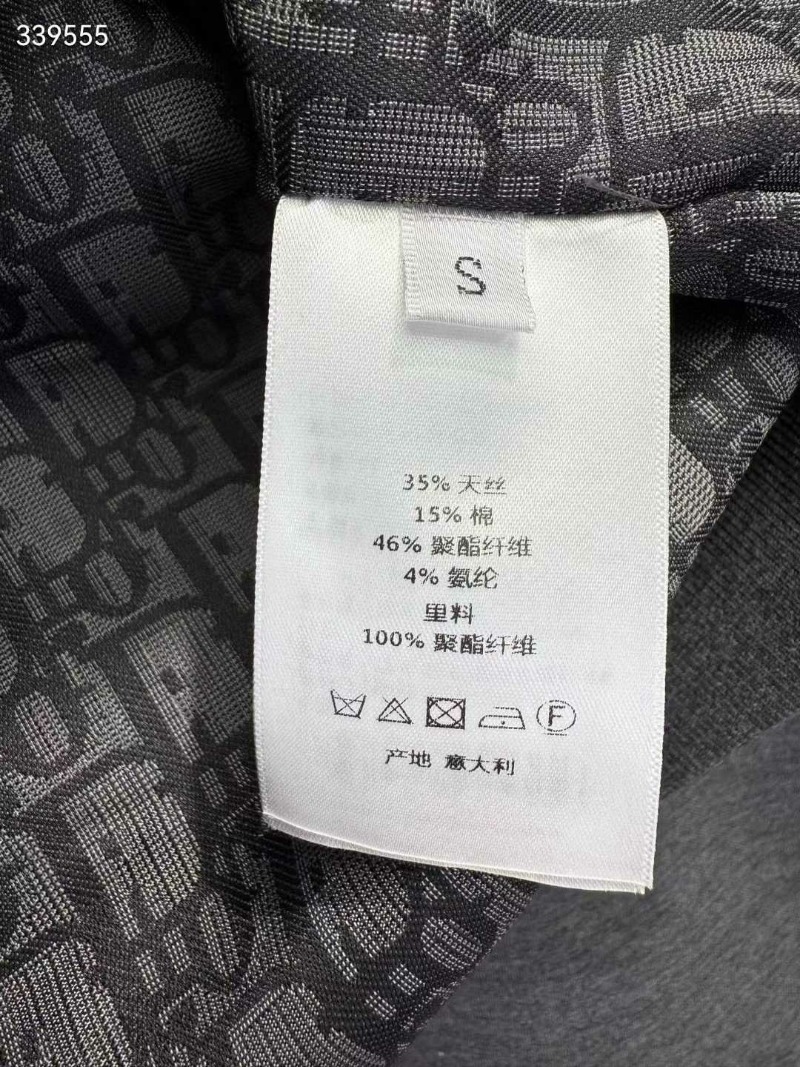 339555
S
35% 天丝
15% 棉
46% 聚酯纤维
4% 氨纶
里料
100% 聚酯纤维
F
产地 意大利